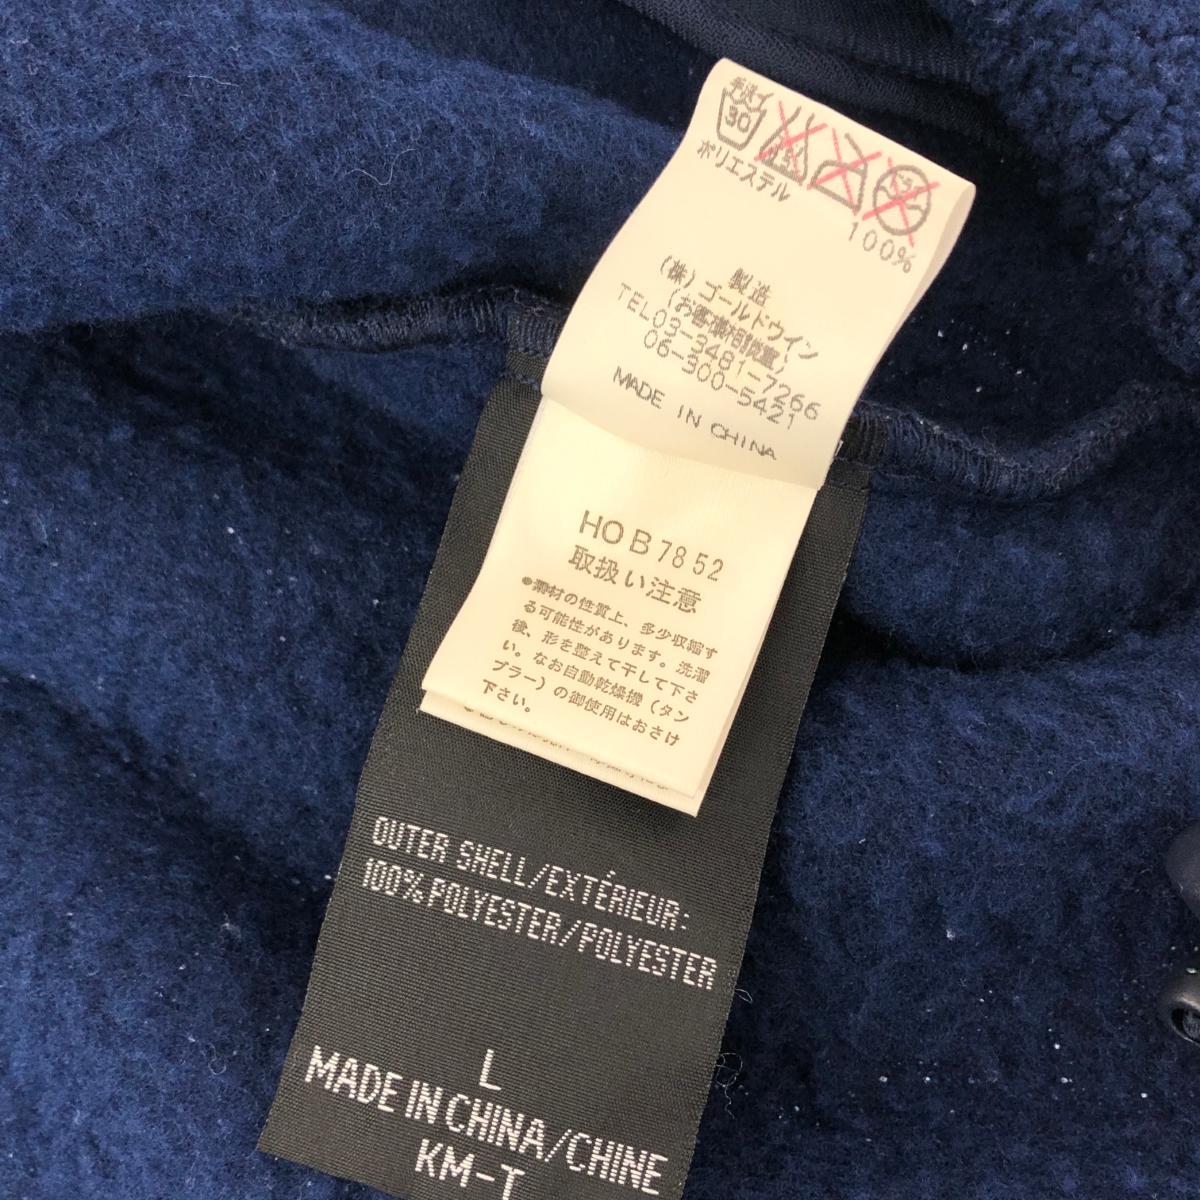 手洗イ
30
ポリエステル
100%
製造
(株)ゴールドウイン
(お客様相談室)
TEL03-3481-7266
06-300-5421
MADE IN CHINA
HOB7852
取扱い注意
●素材の性質上、多少収縮す
る可能性があります。洗濯
後、形を整えて干して下さ
い。なお自動乾燥機(タン
ブラー)の御使用はおさけ
下さい。
OUTER SHELL/EXTÉRIEUR:
100%POLYESTER/POLYESTER
L
MADE IN CHINA/CHINE
KM-T